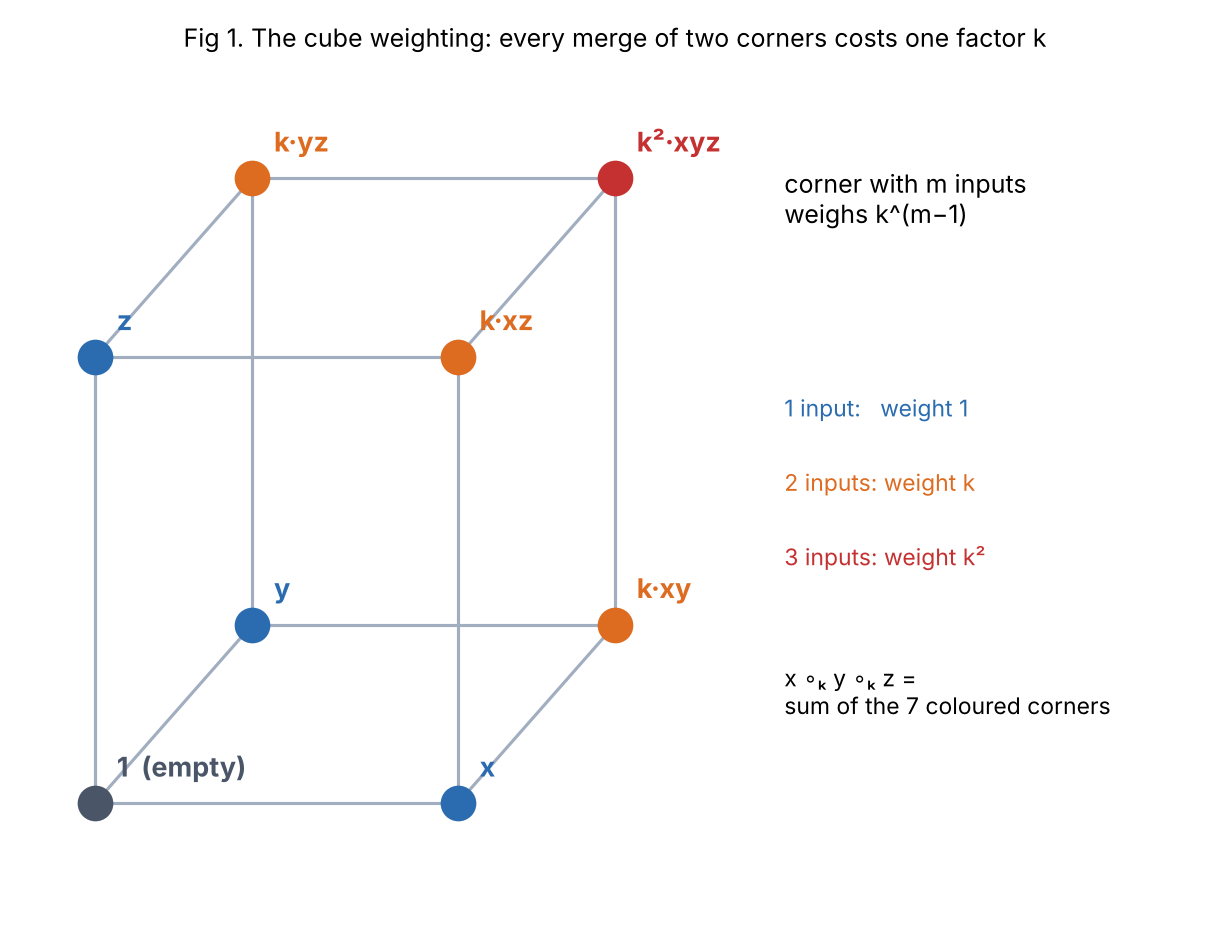 Fig 1. The cube weighting: every merge of two corners costs one factor k
k·yz
k²·xyz
corner with m inputs
weighs k^(m−1)
z
k·xz
1 input:   weight 1
2 inputs: weight k
3 inputs: weight k²
y
k·xy
x ∘ₖ y ∘ₖ z =
sum of the 7 coloured corners
1 (empty)
x